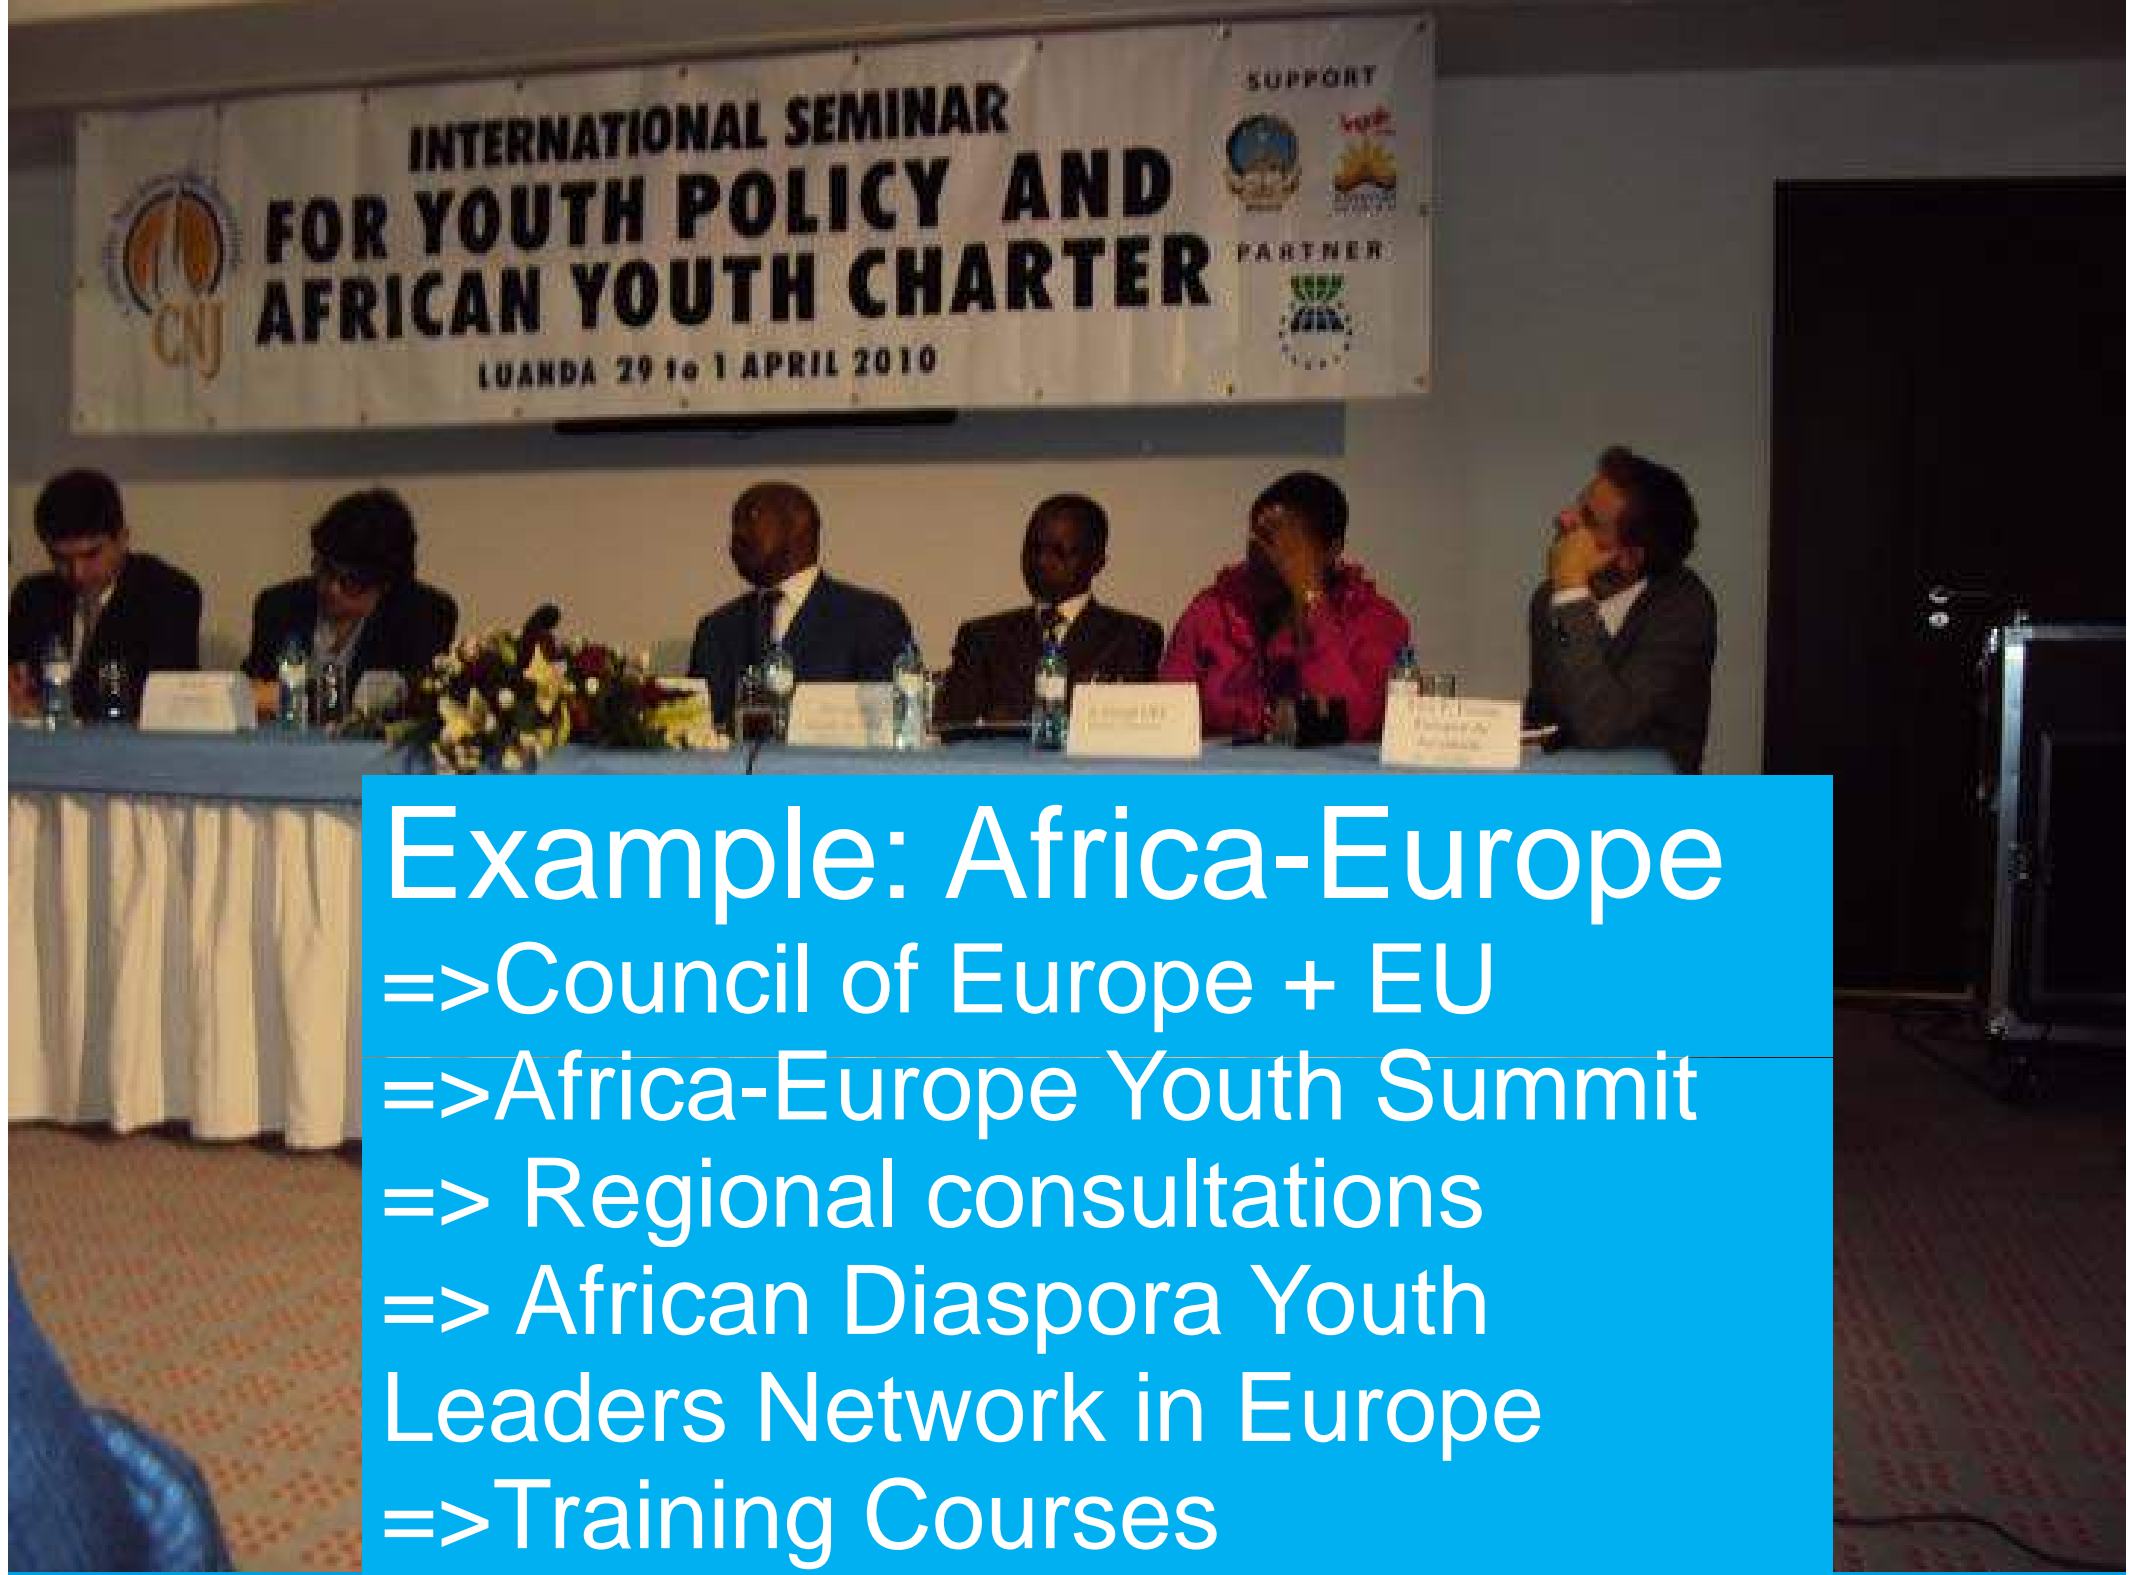 INTERNATIONAL SEMINAR
FOR YOUTH POLICY AND
AFRICAN YOUTH CHARTER
LUANDA 29 to 1 APRIL 2010
CNJ
SUPPORT
PARTNER
Example: Africa-Europe
=>Council of Europe + EU
=>Africa-Europe Youth Summit
=> Regional consultations
=> African Diaspora Youth
Leaders Network in Europe
=>Training Courses